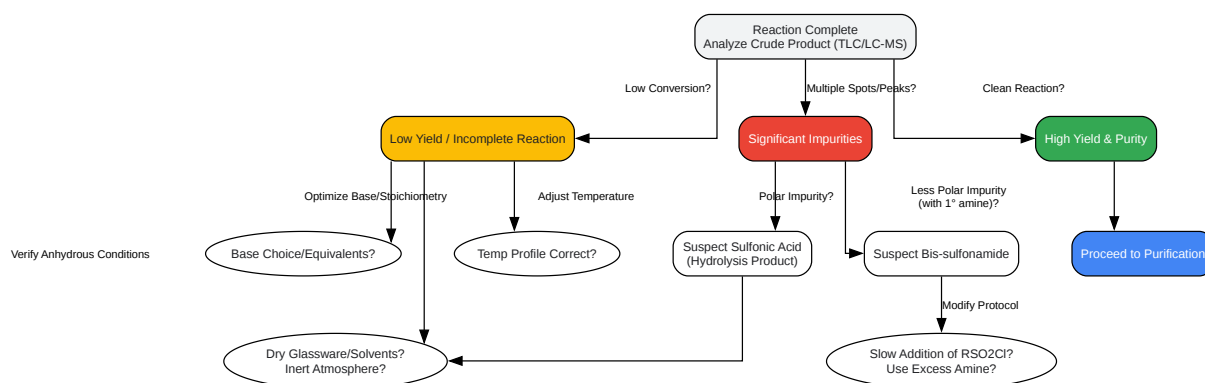 Reaction Complete
Analyze Crude Product (TLC/LC-MS)
Low Conversion?
Multiple Spots/Peaks?
Clean Reaction?
Low Yield / Incomplete Reaction
Significant Impurities
High Yield & Purity
Optimize Base/Stoichiometry
Adjust Temperature
Polar Impurity?
Less Polar Impurity
(with 1° amine)?
Verify Anhydrous Conditions
Base Choice/Equivalents?
Temp Profile Correct?
Suspect Sulfonic Acid
(Hydrolysis Product)
Suspect Bis-sulfonamide
Proceed to Purification
Modify Protocol
Dry Glassware/Solvents?
Inert Atmosphere?
Slow Addition of RSO2Cl?
Use Excess Amine?